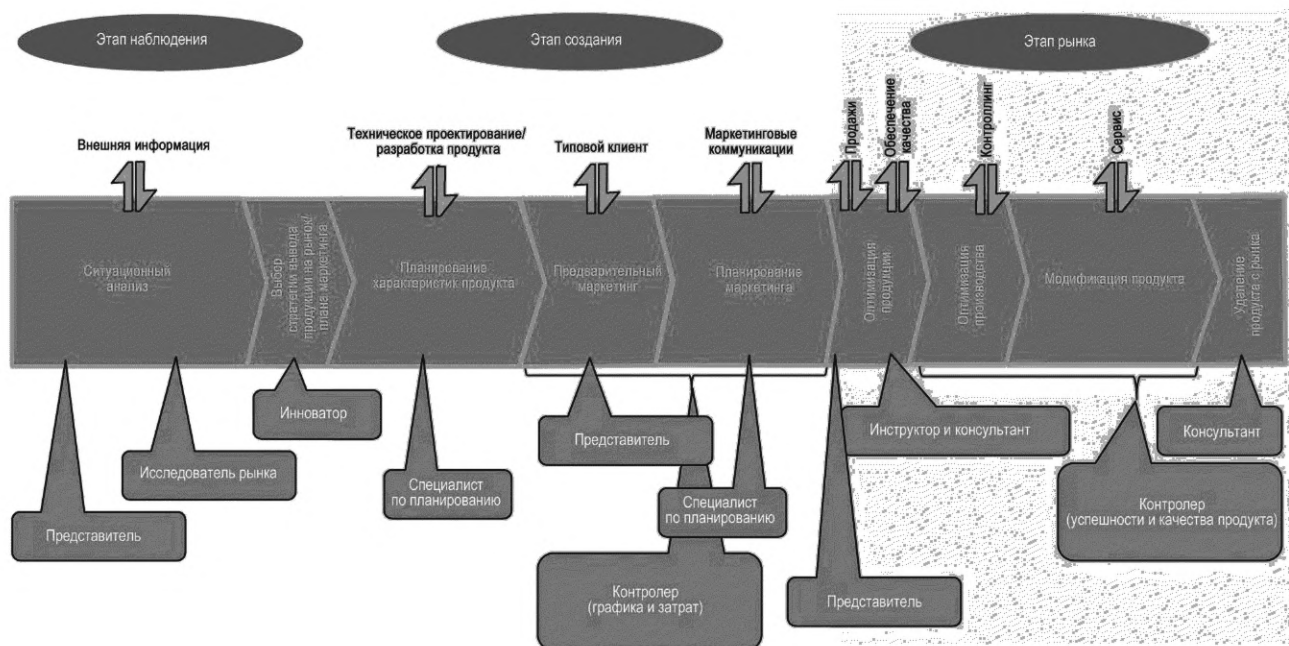 Этап наблюдения
Этап создания
Этап рынка
Внешняя информация
Техническое проектирование/
разработка продукта
Типовой клиент
Маркетинговые
коммуникации
Продажи
Обеспечение
качества
Контроллинг
Сервис
Ситуационный
анализ
Выбор
стратегии вывода
продукции на рынок/
плана маркетинга
Планирование
характеристик продукта
Предварительный
маркетинг
Планирование
маркетинга
Оптимизация
продукции
Оптимизация
производства
Модификация продукта
Удаление
продукта с рынка
Инноватор
Представитель
Инструктор и консультант
Консультант
Исследователь рынка
Специалист
по планированию
Специалист
по планированию
Контролер
(успешности и качества продукта)
Представитель
Контролер
(графика и затрат)
Представитель